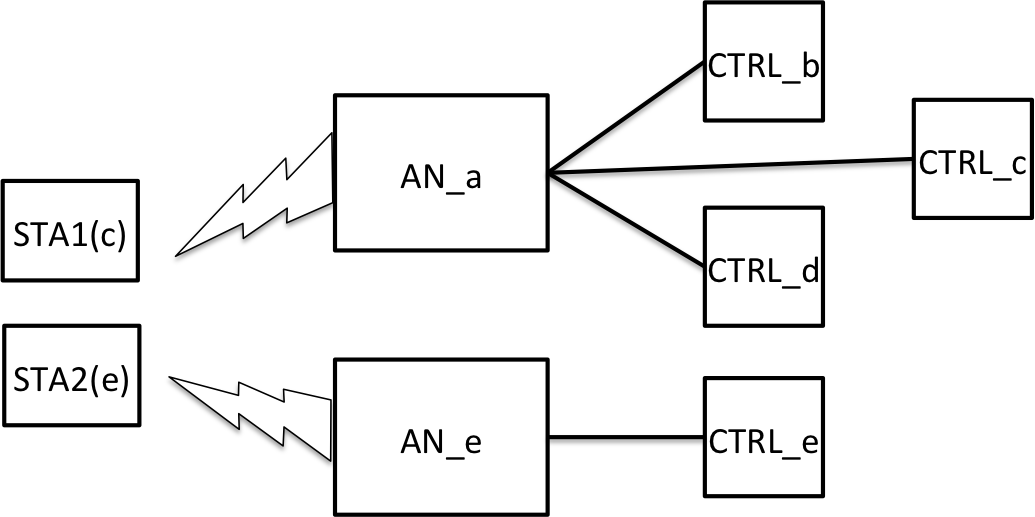 CTRL_b
AN_a
CTRL_c
STA1(c)
CTRL_d
STA2(e)
AN_e
CTRL_e